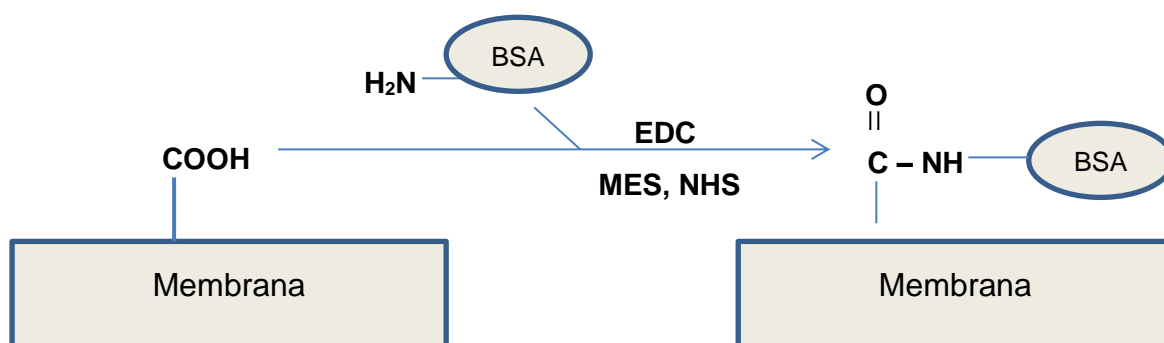 BSA
H₂N
O
COOH
EDC
C – NH
BSA
MES, NHS
Membrana
Membrana